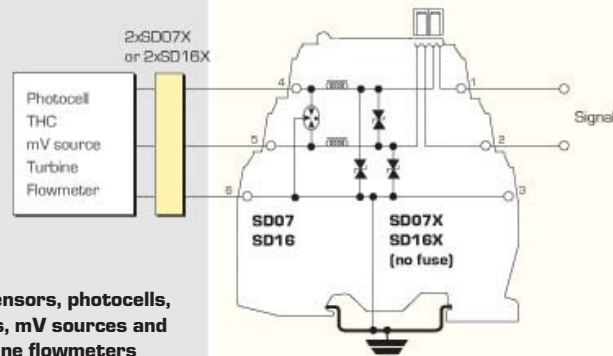 2xSD07X
or 2xSD16X
Photocell
THC
mV source
Turbine
Flowmeter
4
5
6
1
2
3
Signal
SD07
SD16
SD07X
SD16X
(no fuse)
ensors, photocells,
s, mV sources and
ne flowmeters